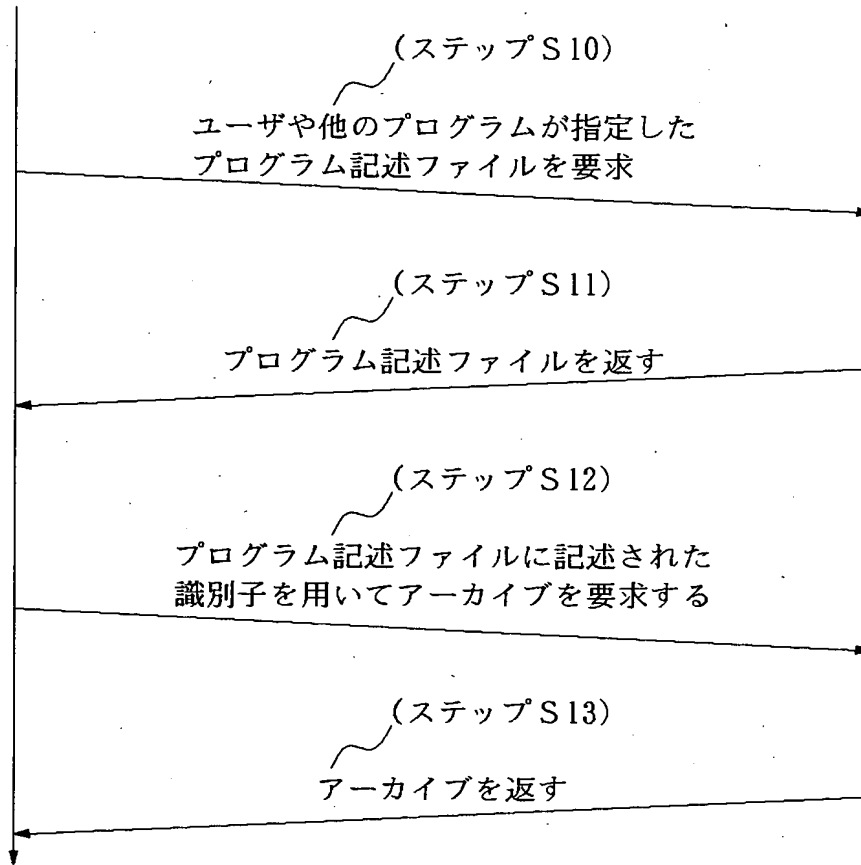 (ステップS10)
ユーザや他のプログラムが指定した
プログラム記述ファイルを要求
(ステップS11)
プログラム記述ファイルを返す
(ステップS12)
プログラム記述ファイルに記述された
識別子を用いてアーカイブを要求する
(ステップS13)
アーカイブを返す